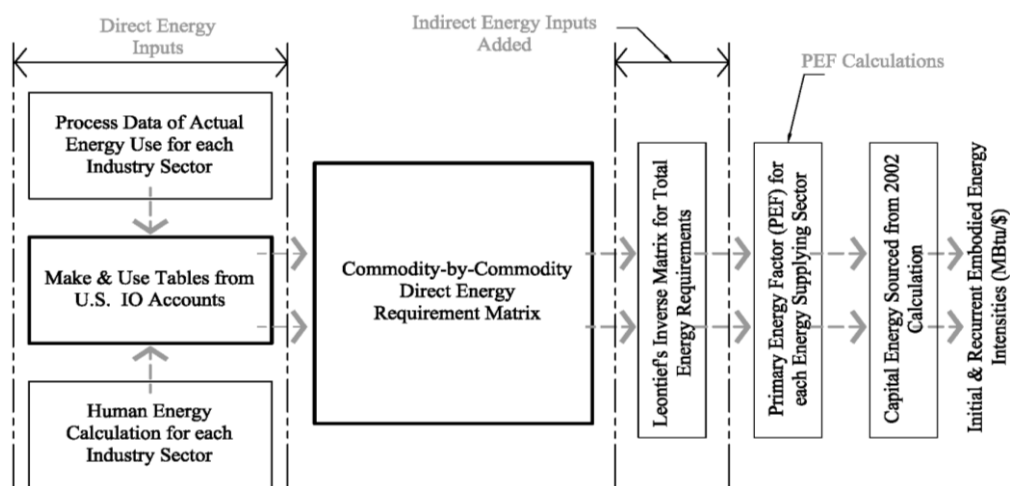 Direct Energy
Inputs
Indirect Energy Inputs
Added
PEF Calculations
Process Data of Actual
Energy Use for each
Industry Sector
Make & Use Tables from
U.S. IO Accounts
Human Energy
Calculation for each
Industry Sector
Commodity-by-Commodity
Direct Energy
Requirement Matrix
Leontief's Inverse Matrix for Total
Energy Requirements
Primary Energy Factor (PEF) for
each Energy Supplying Sector
Capital Energy Sourced from 2002
Calculation
Initial & Recurrent Embodied Energy
Intensities (MBtu/$)